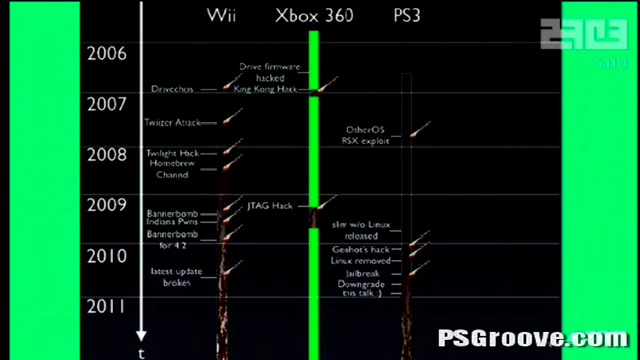 Wii Xbox 360 PS3
Saal1
2006
Drive firmware
hacked
Drivechips King Kong Hack
2007
Twiizer Attack
OtherOS
RSX exploit
2008
Twilight Hack
Homebrew
Channel
2009
JTAG Hack
Bannerbomb
Indiana Pwns
slim w/o Linux
released
Bannerbomb
for 4.2
Geohot's hack
2010
Linux removed
latest update
broken
Jailbreak
Downgrade
this talk :)
2011
t
PSGroove.com